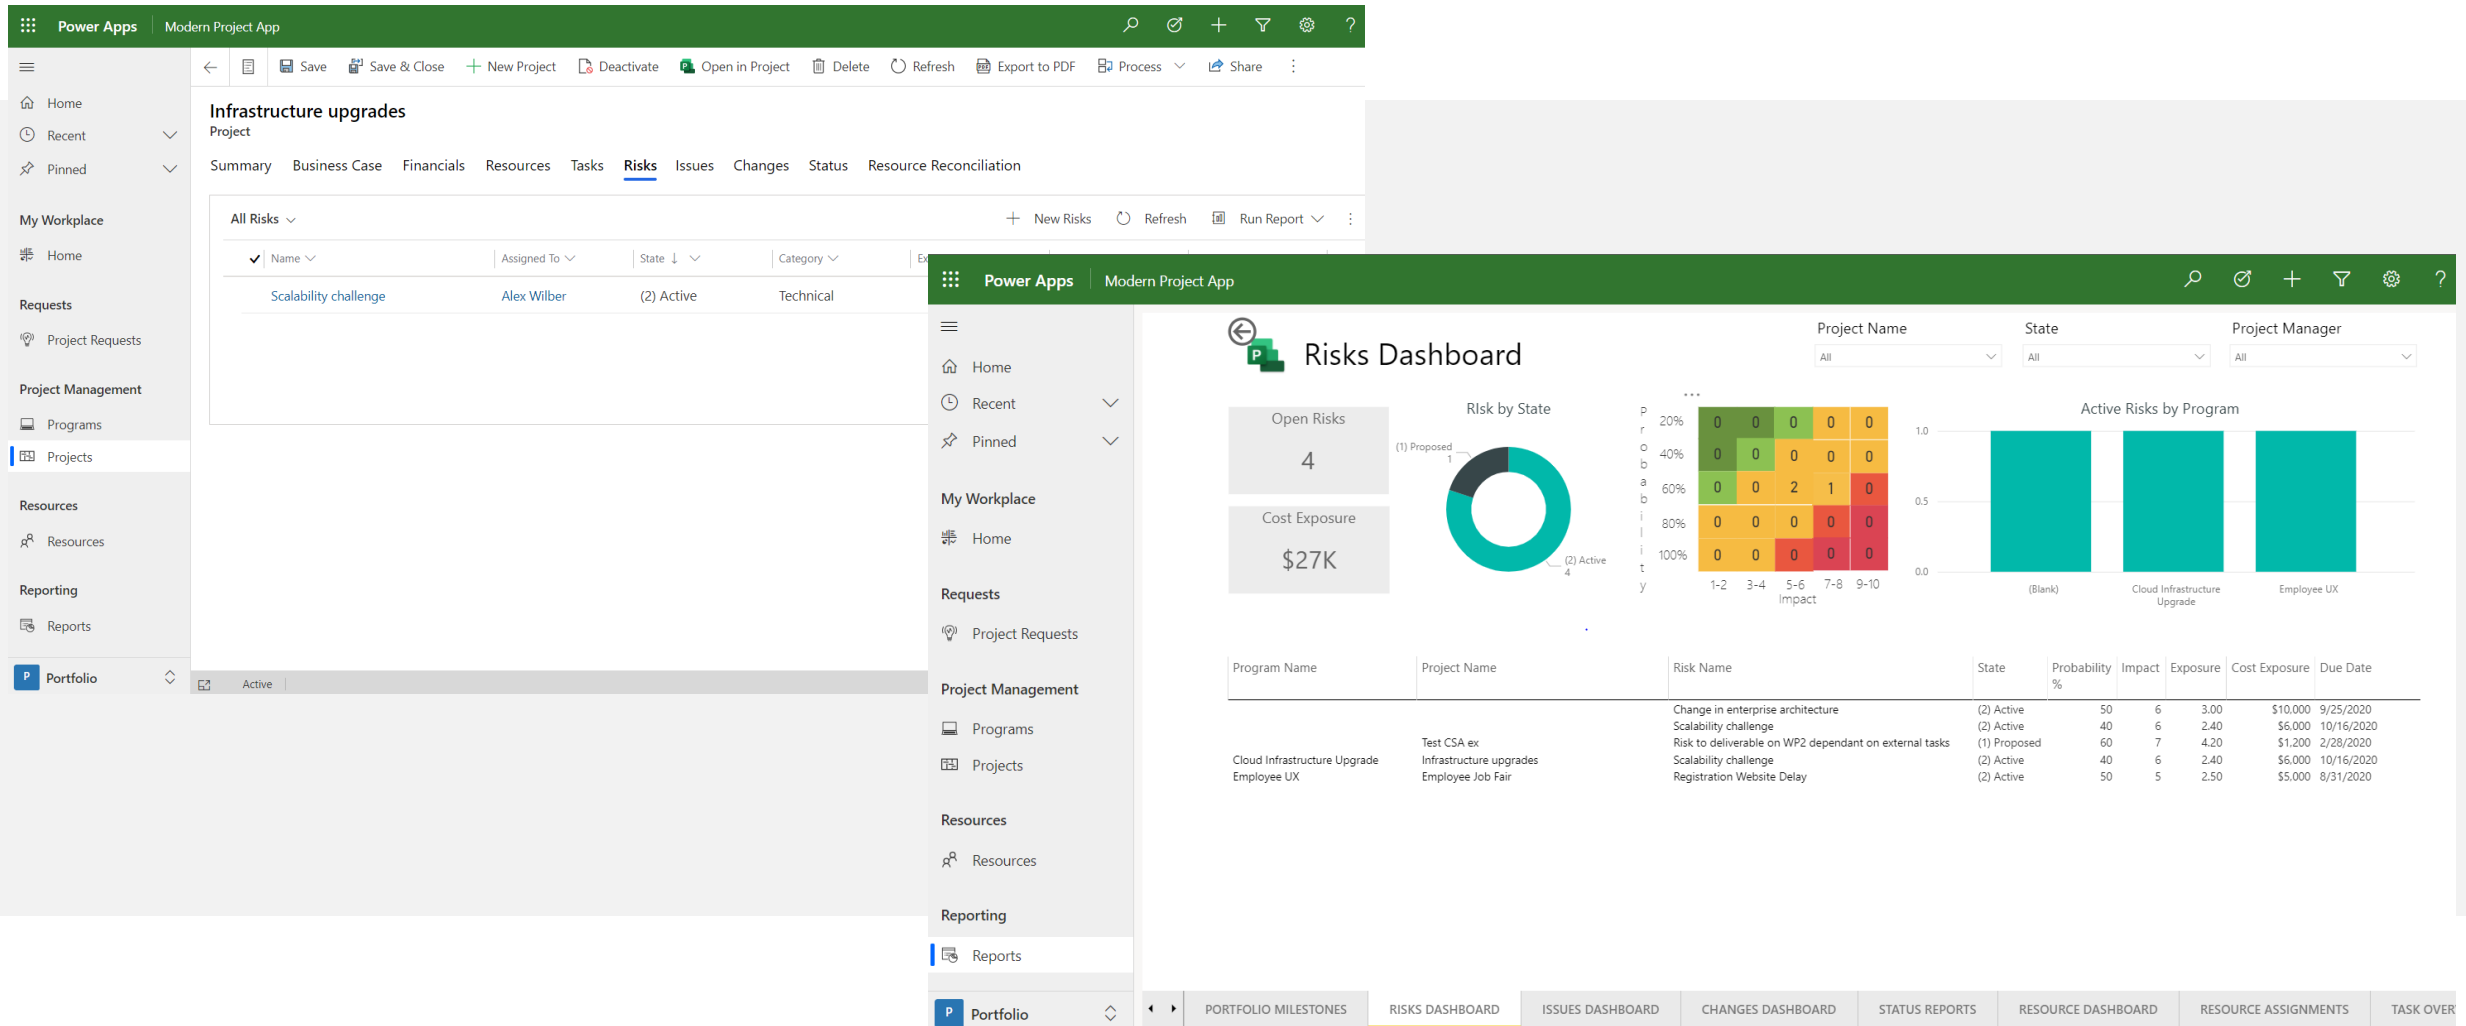 Power Apps | Modern Project App ?
Save Save & Close New Project Deactivate Open in Project Delete Refresh Export to PDF Process Share
Home
Recent
Pinned
My Workplace
Home
Requests
Project Requests
Project Management
Programs
Projects
Resources
Resources
Reporting
Reports
P Portfolio
Infrastructure upgrades
Project
Summary Business Case Financials Resources Tasks Risks Issues Changes Status Resource Reconciliation
All Risks New Risks Refresh Run Report
Name Assigned To State Category Ex
Scalability challenge Alex Wilber (2) Active Technical
Active
Power Apps | Modern Project App ?
Home
Recent
Pinned
My Workplace
Home
Requests
Project Requests
Project Management
Programs
Projects
Resources
Resources
Reporting
Reports
P Portfolio
P Risks Dashboard
Project Name State Project Manager
All All All
Open Risks
4
Cost Exposure
$27K
RIsk by State
(1) Proposed
1
(2) Active
4
Probability
20% 0 0 0 0 0
40% 0 0 0 0 0
60% 0 0 2 1 0
80% 0 0 0 0 0
100% 0 0 0 0 0
1-2 3-4 5-6 7-8 9-10
Impact
Active Risks by Program
1.0
0.5
0.0
(Blank) Cloud Infrastructure Upgrade Employee UX
Program Name Project Name Risk Name State Probability % Impact Exposure Cost Exposure Due Date
Change in enterprise architecture (2) Active 50 6 3.00 $10,000 9/25/2020
Scalability challenge (2) Active 40 6 2.40 $6,000 10/16/2020
Test CSA ex Risk to deliverable on WP2 dependant on external tasks (1) Proposed 60 7 4.20 $1,200 2/28/2020
Cloud Infrastructure Upgrade Infrastructure upgrades Scalability challenge (2) Active 40 6 2.40 $6,000 10/16/2020
Employee UX Employee Job Fair Registration Website Delay (2) Active 50 5 2.50 $5,000 8/31/2020
PORTFOLIO MILESTONES RISKS DASHBOARD ISSUES DASHBOARD CHANGES DASHBOARD STATUS REPORTS RESOURCE DASHBOARD RESOURCE ASSIGNMENTS TASK OVER